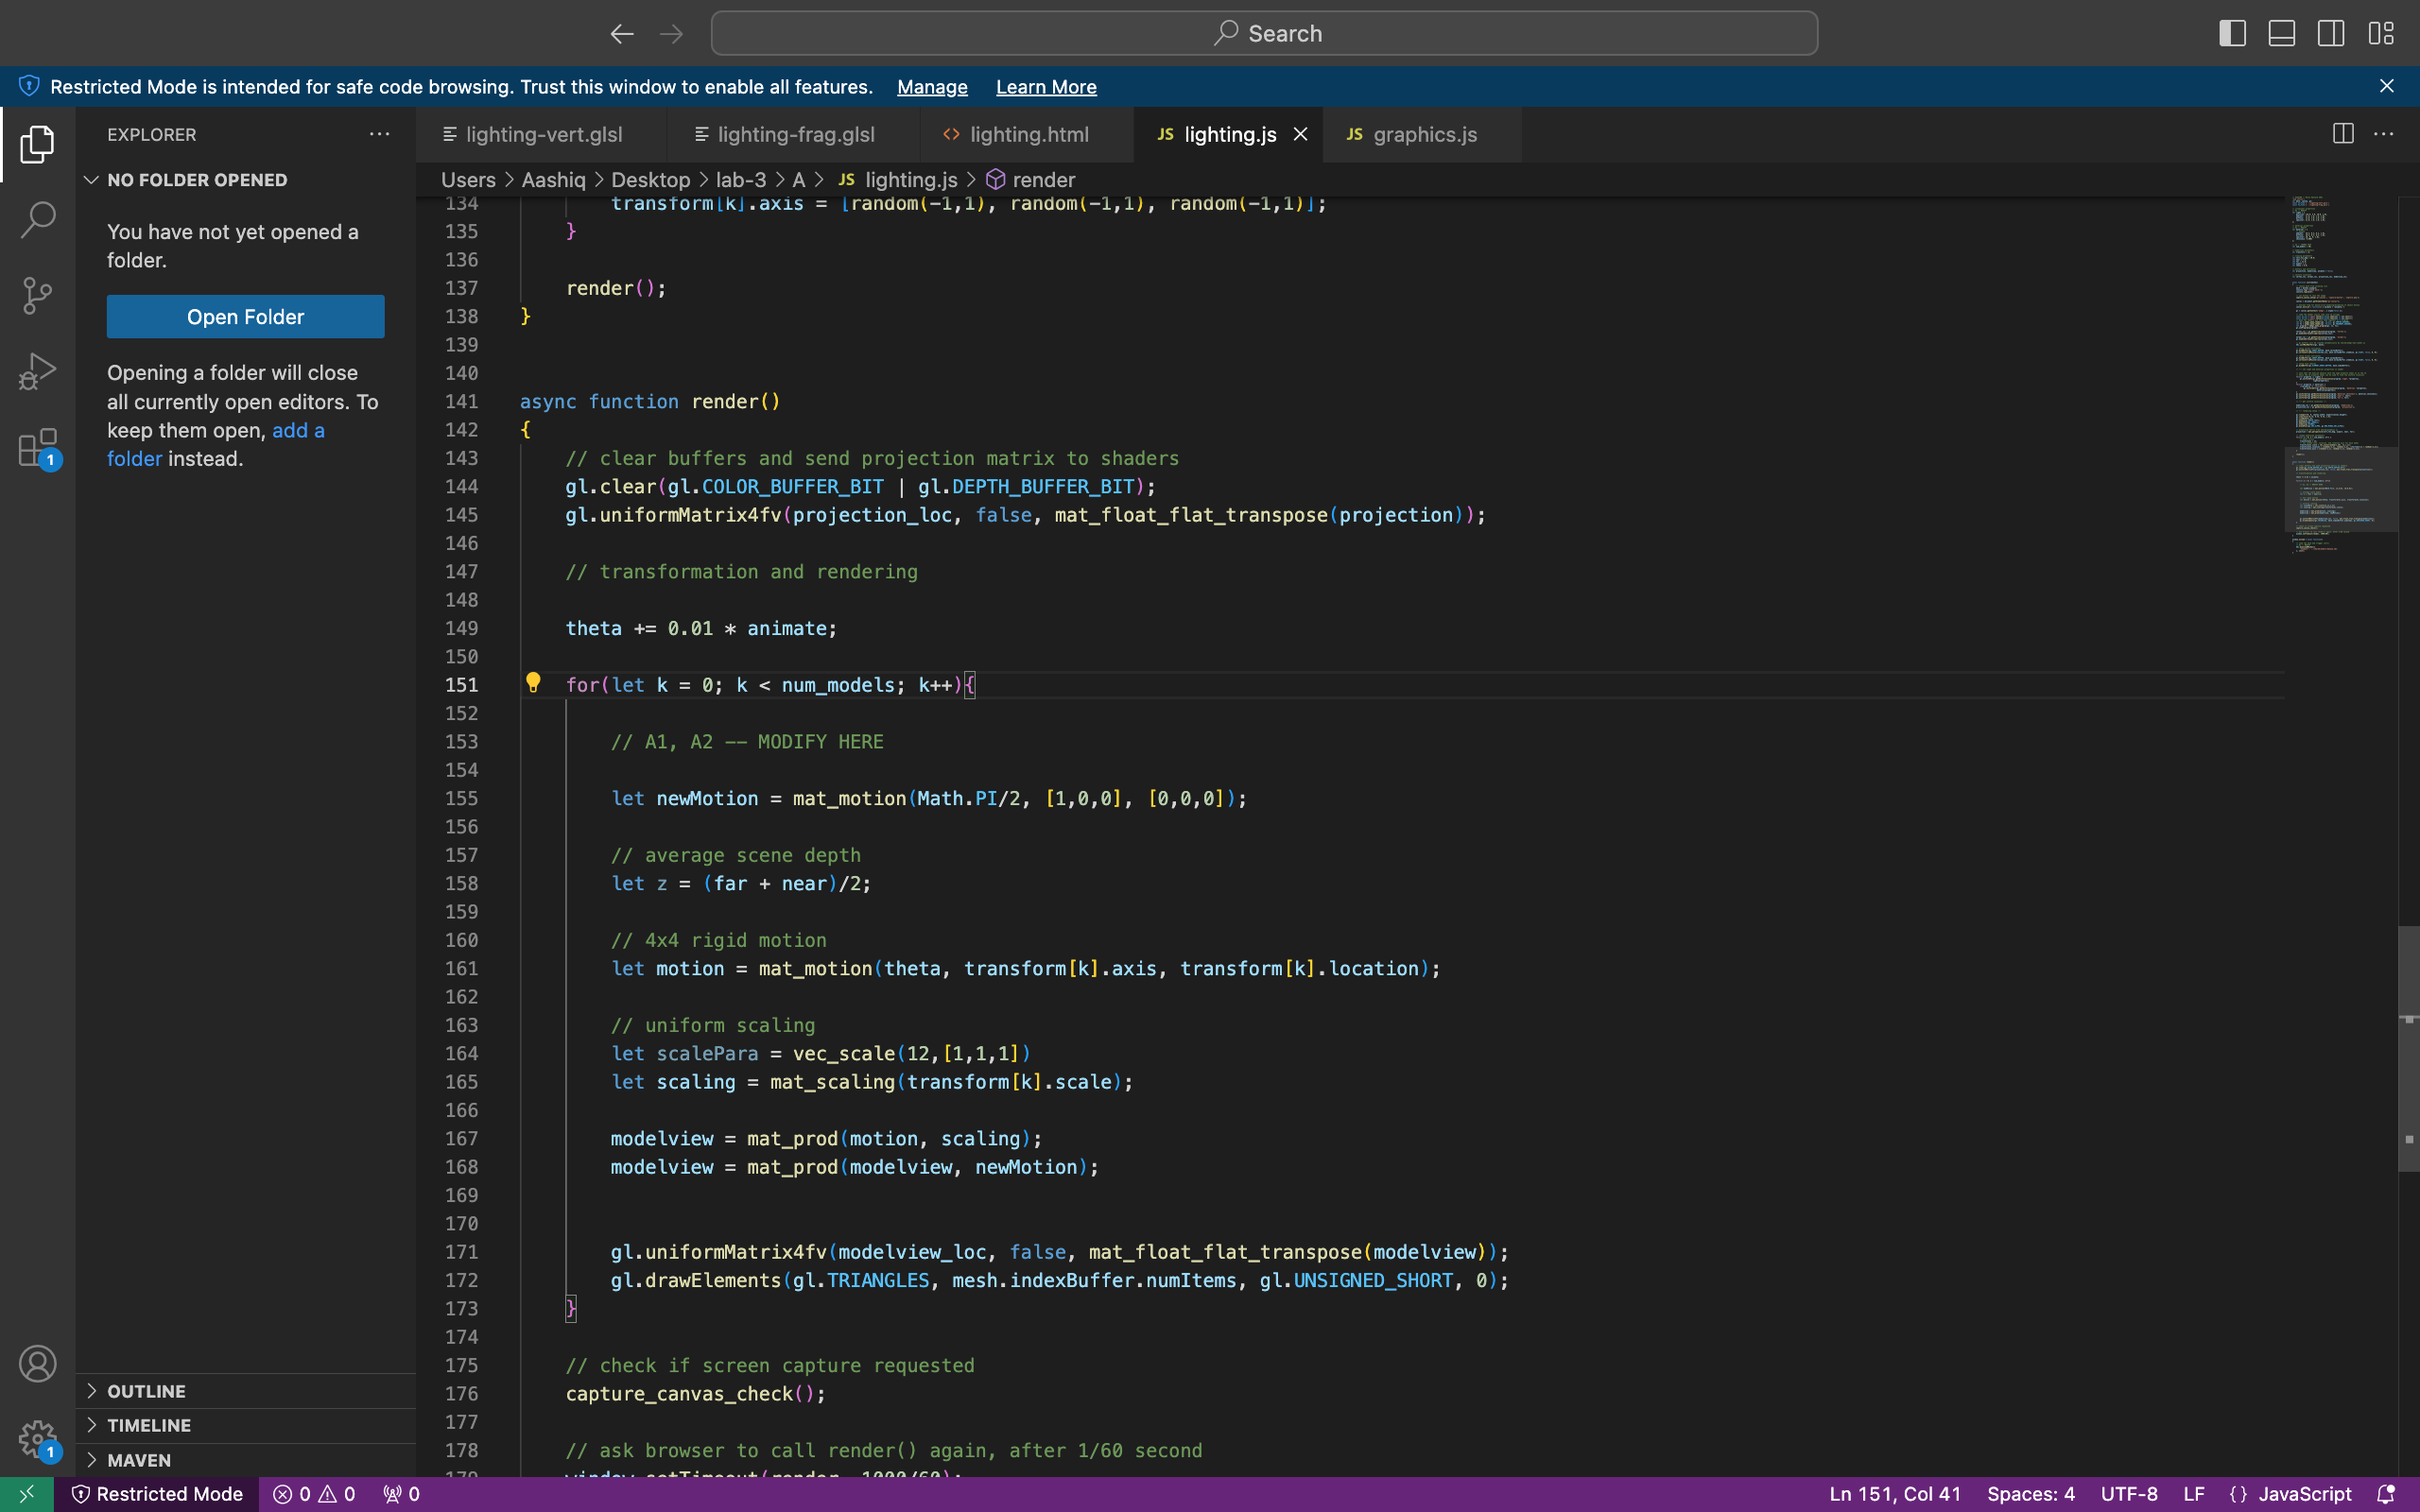 Search
Restricted Mode is intended for safe code browsing. Trust this window to enable all features. Manage Learn More
EXPLORER
NO FOLDER OPENED
You have not yet opened a
folder.
Open Folder
Opening a folder will close
all currently open editors. To
keep them open, add a
folder instead.
OUTLINE
TIMELINE
MAVEN
lighting-vert.glsl lighting-frag.glsl lighting.html JS lighting.js JS graphics.js
Users > Aashiq > Desktop > lab-3 > A > JS lighting.js > render
134 transform[k].axis = [random(-1,1), random(-1,1), random(-1,1)];
135 }
136
137 render();
138 }
139
140
141 async function render()
142 {
143 // clear buffers and send projection matrix to shaders
144 gl.clear(gl.COLOR_BUFFER_BIT | gl.DEPTH_BUFFER_BIT);
145 gl.uniformMatrix4fv(projection_loc, false, mat_float_flat_transpose(projection));
146
147 // transformation and rendering
148
149 theta += 0.01 * animate;
150
151 for(let k = 0; k < num_models; k++){
152
153 // A1, A2 -- MODIFY HERE
154
155 let newMotion = mat_motion(Math.PI/2, [1,0,0], [0,0,0]);
156
157 // average scene depth
158 let z = (far + near)/2;
159
160 // 4x4 rigid motion
161 let motion = mat_motion(theta, transform[k].axis, transform[k].location);
162
163 // uniform scaling
164 let scalePara = vec_scale(12,[1,1,1])
165 let scaling = mat_scaling(transform[k].scale);
166
167 modelview = mat_prod(motion, scaling);
168 modelview = mat_prod(modelview, newMotion);
169
170
171 gl.uniformMatrix4fv(modelview_loc, false, mat_float_flat_transpose(modelview));
172 gl.drawElements(gl.TRIANGLES, mesh.indexBuffer.numItems, gl.UNSIGNED_SHORT, 0);
173 }
174
175 // check if screen capture requested
176 capture_canvas_check();
177
178 // ask browser to call render() again, after 1/60 second
179 window.setTimeout(render, 1000/60);
1
1
Restricted Mode 0 0 0 Ln 151, Col 41 Spaces: 4 UTF-8 LF {} JavaScript